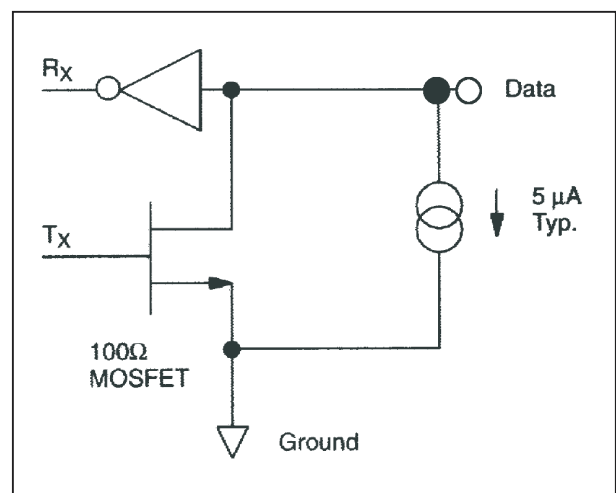 Rx
Data
5 μA
Typ.
Tx
100Ω
MOSFET
Ground